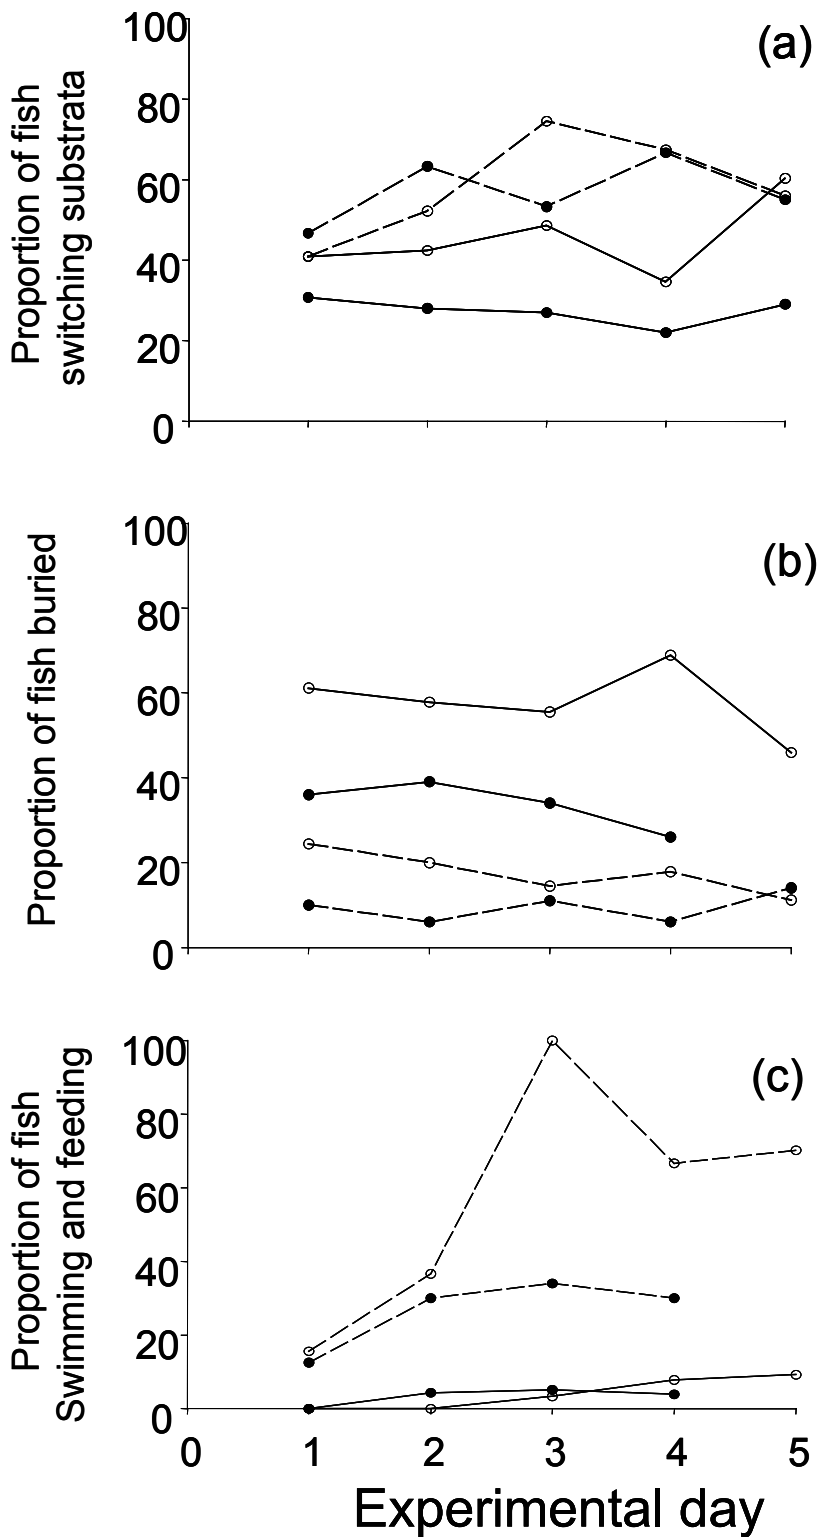 (a)
Proportion of fish
switching substrata
100
80
60
40
20
0
(b)
Proportion of fish buried
100
80
60
40
20
0
(c)
Proportion of fish
Swimming and feeding
100
80
60
40
20
0
0 1 2 3 4 5
Experimental day